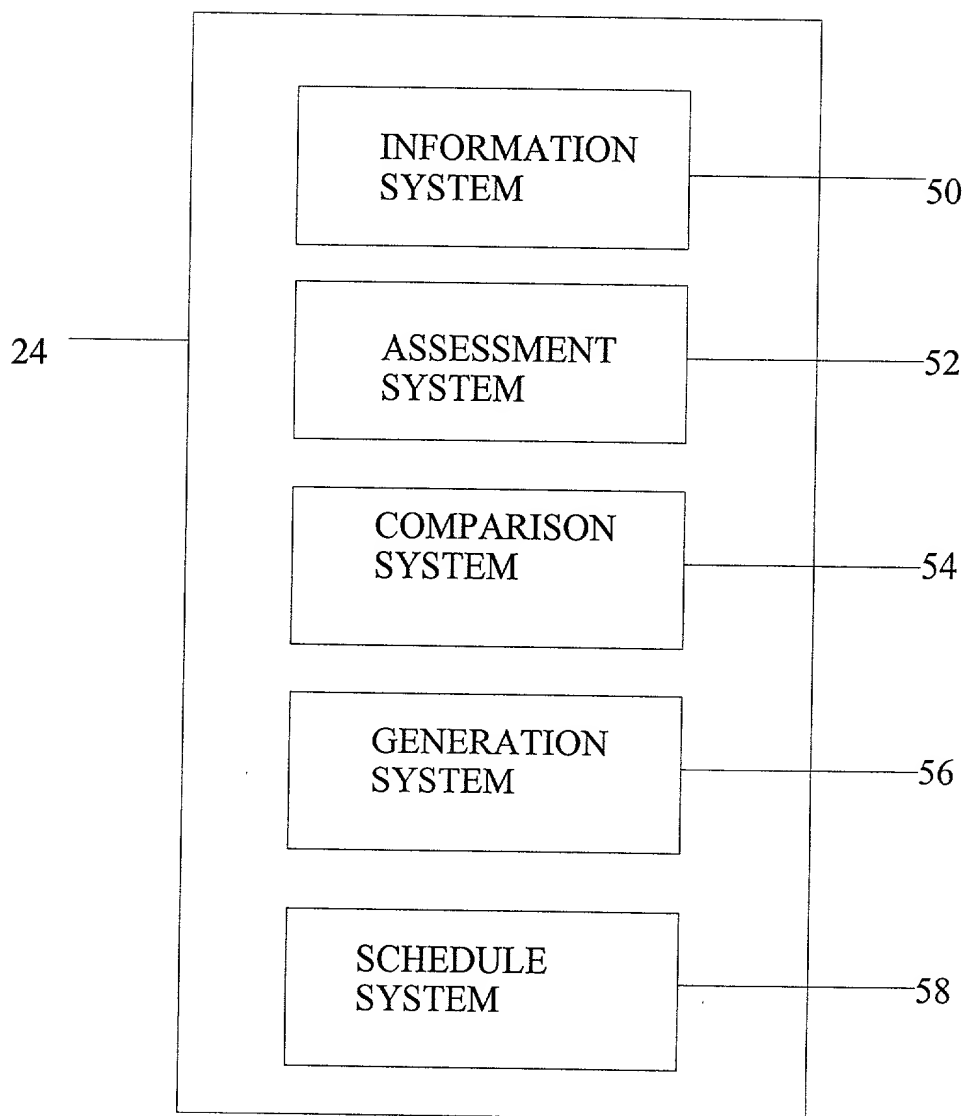 INFORMATION
SYSTEM
50
24
ASSESSMENT
SYSTEM
52
COMPARISON
SYSTEM
54
GENERATION
SYSTEM
56
SCHEDULE
SYSTEM
58